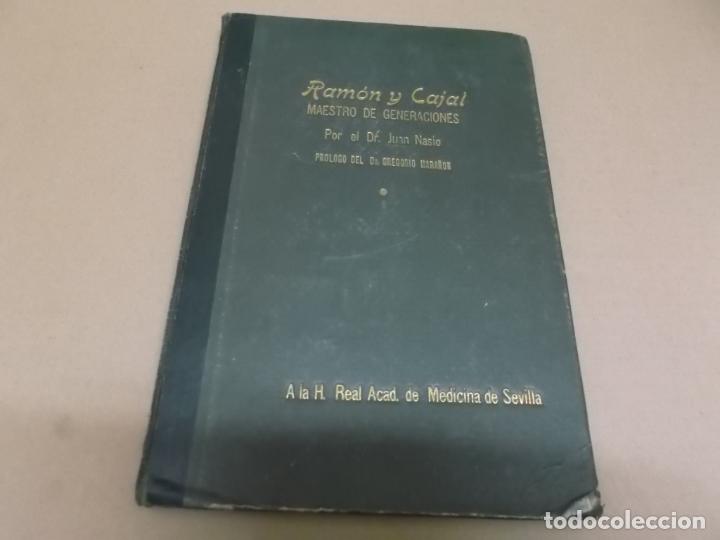 Ramón y Cajal
MAESTRO DE GENERACIONES
Por el Dr. Juan Nasio
PROLOGO DEL DR. GREGORIO MARAÑON
A la H. Real Acad. de Medicina de Sevilla
todocoleccion.net